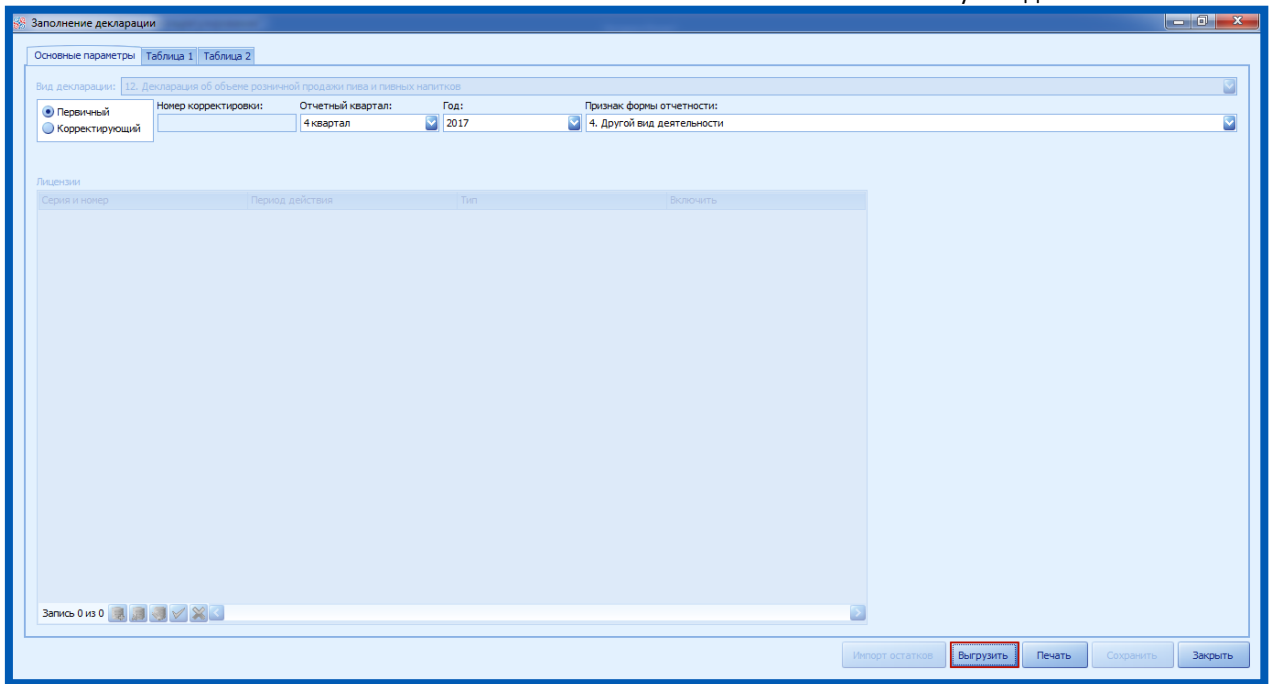 Заполнение декларации
Основные параметры Таблица 1 Таблица 2
Вид декларации: 12. Декларация об объеме розничной продажи пива и пивных напитков
Первичный
Корректирующий
Номер корректировки: Отчетный квартал: Год: Признак формы отчетности:
4 квартал 2017 4. Другой вид деятельности
Лицензии
Серия и номер Период действия Тип Включить
Запись 0 из 0
Импорт остатков Выгрузить Печать Сохранить Закрыть